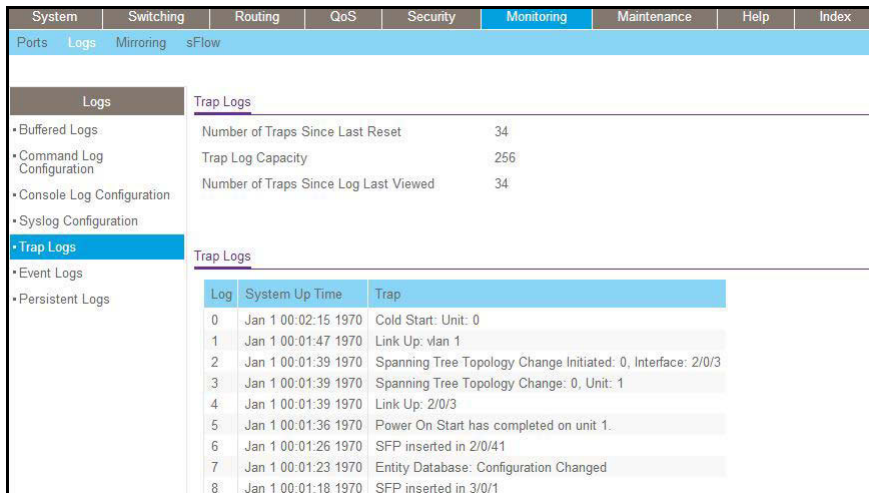 System Switching Routing QoS Security Monitoring Maintenance Help Index
Ports Logs Mirroring sFlow
Logs
• Buffered Logs
• Command Log
Configuration
• Console Log Configuration
• Syslog Configuration
• Trap Logs
• Event Logs
• Persistent Logs
Trap Logs
Number of Traps Since Last Reset 34
Trap Log Capacity 256
Number of Traps Since Log Last Viewed 34
Trap Logs
Log System Up Time Trap
0 Jan 1 00:02:15 1970 Cold Start: Unit: 0
1 Jan 1 00:01:47 1970 Link Up: vlan 1
2 Jan 1 00:01:39 1970 Spanning Tree Topology Change Initiated: 0, Interface: 2/0/3
3 Jan 1 00:01:39 1970 Spanning Tree Topology Change: 0, Unit: 1
4 Jan 1 00:01:39 1970 Link Up: 2/0/3
5 Jan 1 00:01:36 1970 Power On Start has completed on unit 1.
6 Jan 1 00:01:26 1970 SFP inserted in 2/0/41
7 Jan 1 00:01:23 1970 Entity Database: Configuration Changed
8 Jan 1 00:01:18 1970 SFP inserted in 3/0/1